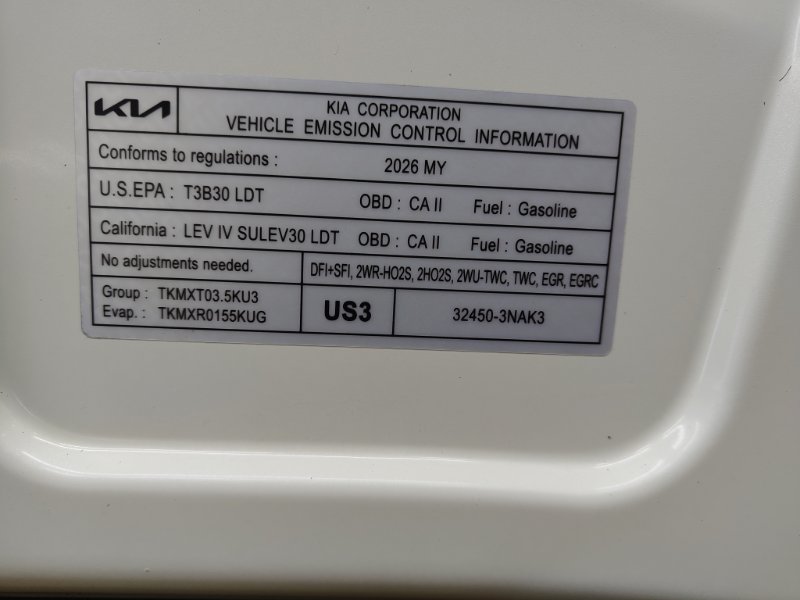 KIA
KIA CORPORATION
VEHICLE EMISSION CONTROL INFORMATION
Conforms to regulations : 2026 MY
U.S.EPA : T3B30 LDT OBD : CA II Fuel : Gasoline
California : LEV IV SULEV30 LDT OBD : CA II Fuel : Gasoline
No adjustments needed. DFI+SFI, 2WR-HO2S, 2HO2S, 2WU-TWC, TWC, EGR, EGRC
Group : TKMXT03.5KU3
Evap. : TKMXR0155KUG
US3
32450-3NAK3